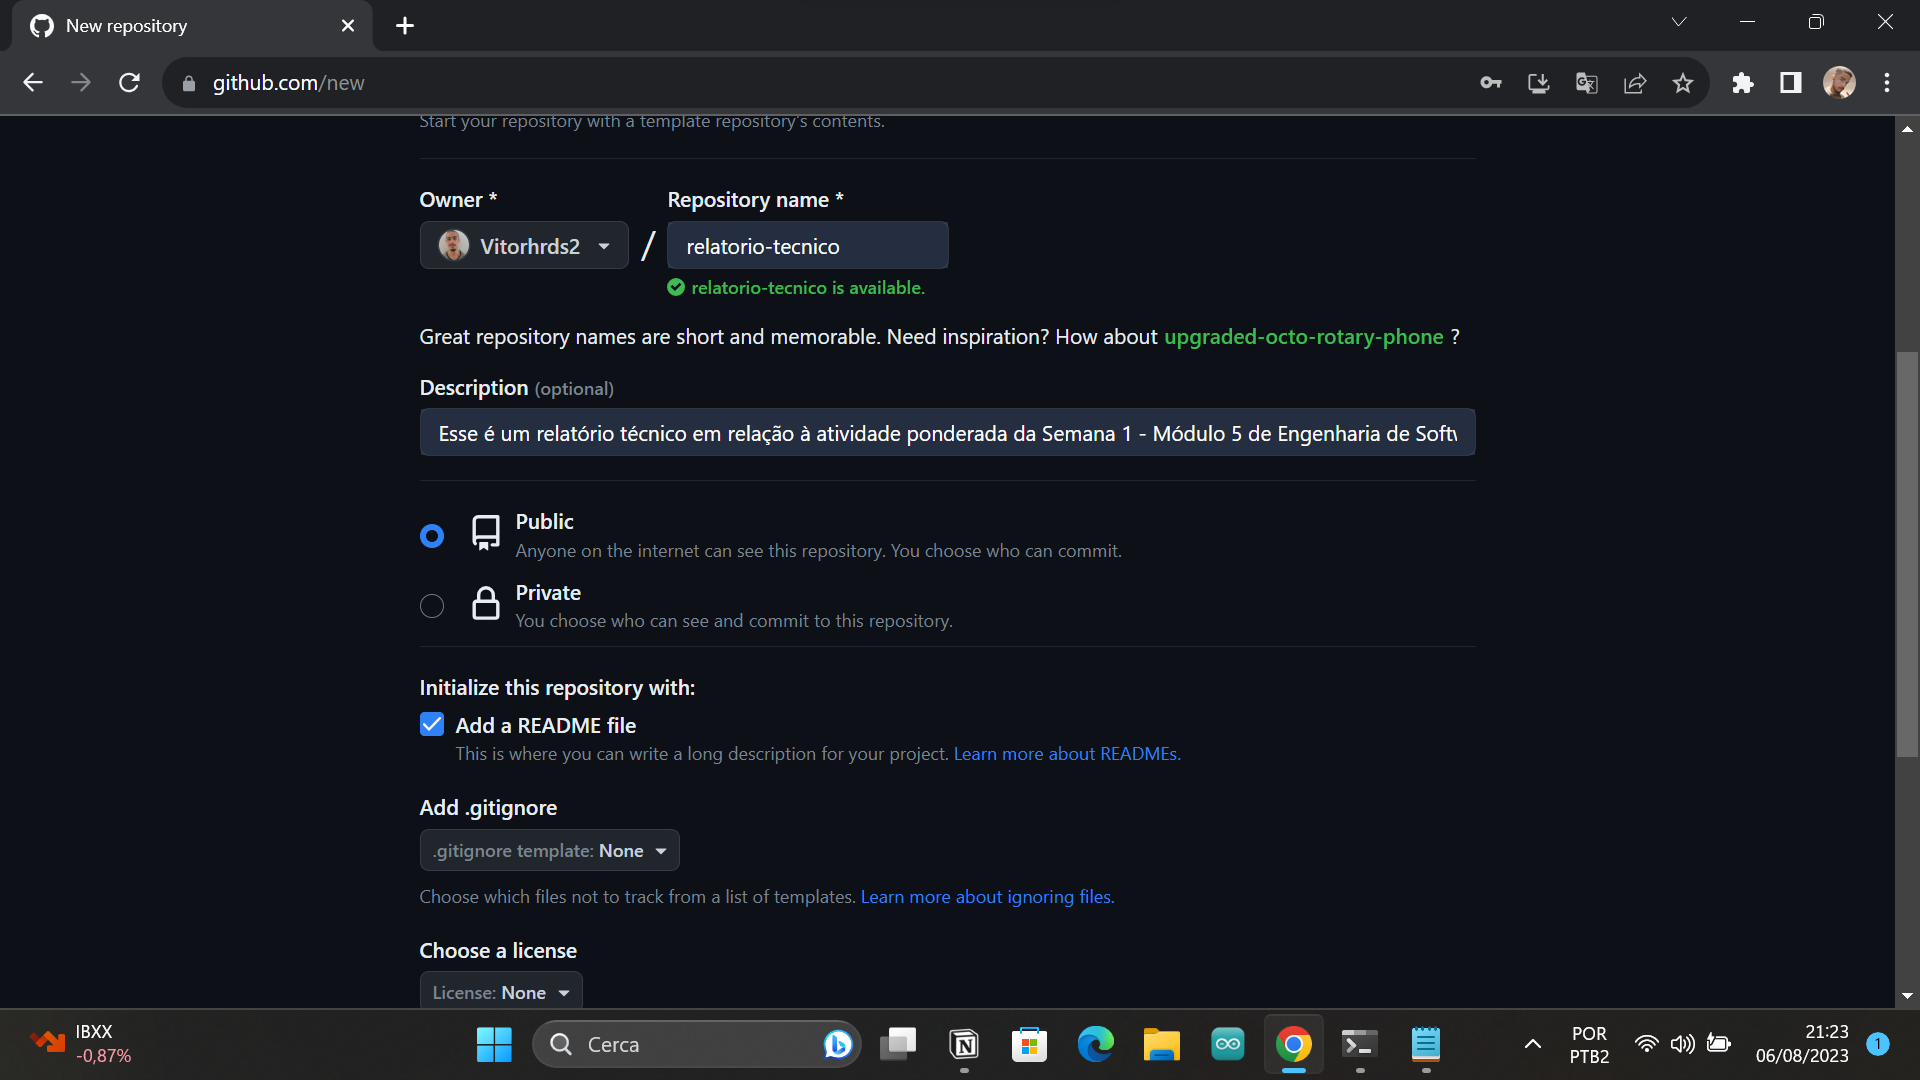 New repository
github.com/new
Start your repository with a template repository's contents.
Owner *
Repository name *
Vitorhrds2
/
relatorio-tecnico
relatorio-tecnico is available.
Great repository names are short and memorable. Need inspiration? How about upgraded-octo-rotary-phone ?
Description (optional)
Esse é um relatório técnico em relação à atividade ponderada da Semana 1 - Módulo 5 de Engenharia de Soft
Public
Anyone on the internet can see this repository. You choose who can commit.
Private
You choose who can see and commit to this repository.
Initialize this repository with:
Add a README file
This is where you can write a long description for your project. Learn more about READMEs.
Add .gitignore
.gitignore template: None
Choose which files not to track from a list of templates. Learn more about ignoring files.
Choose a license
License: None
IBXX
-0,87%
Cerca
POR
PTB2
21:23
06/08/2023
1